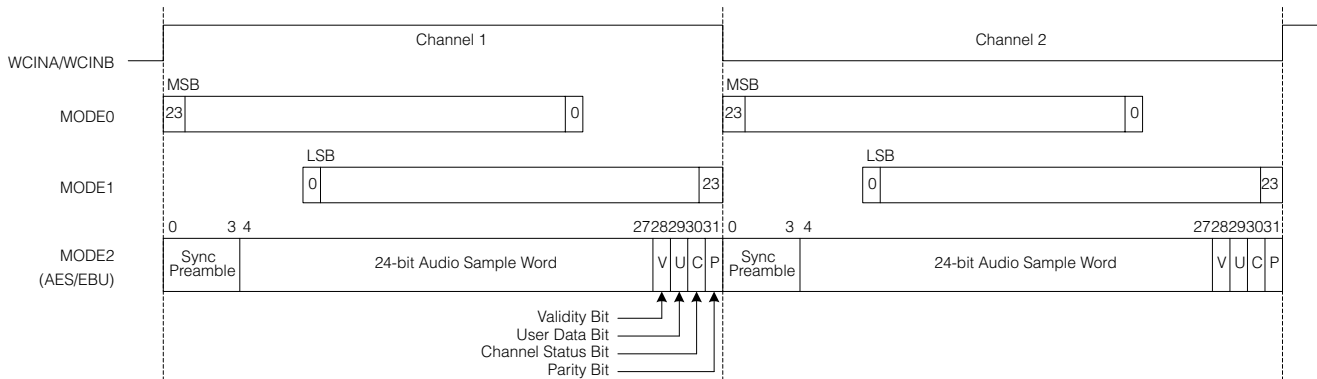 Channel 1 Channel 2
WCINA/WCINB
MSB MSB
MODE0 23 0 23 0
LSB LSB
MODE1 0 23 0 23
0 3 4 2728293031 0 3 4 2728293031
MODE2
(AES/EBU)
Sync
Preamble
24-bit Audio Sample Word V U C P
Sync
Preamble
24-bit Audio Sample Word V U C P
Validity Bit
User Data Bit
Channel Status Bit
Parity Bit